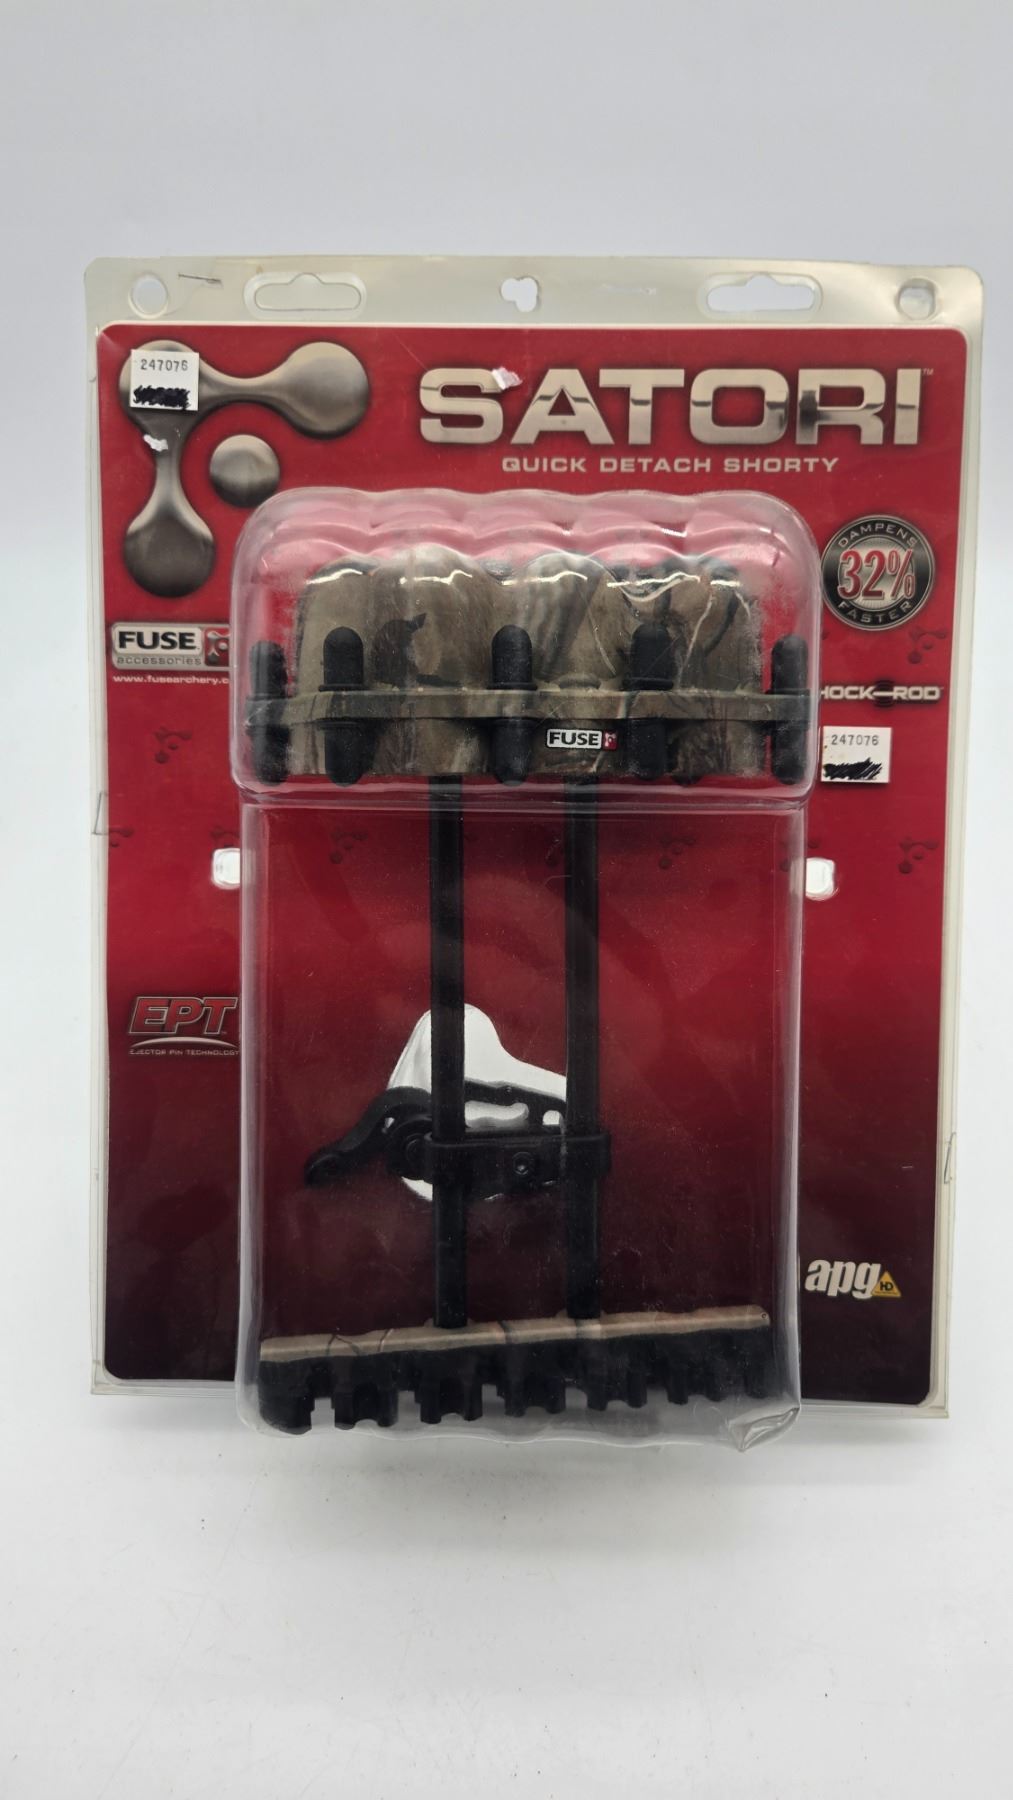 247076
SATORI™
QUICK DETACH SHORTY
DAMPENS
32%
FASTER
FUSE
accessories
www.fusearchery.c
HOCK-ROD
FUSE
247076
EPT
EJECTOR PIN TECHNOLOGY
apg HD